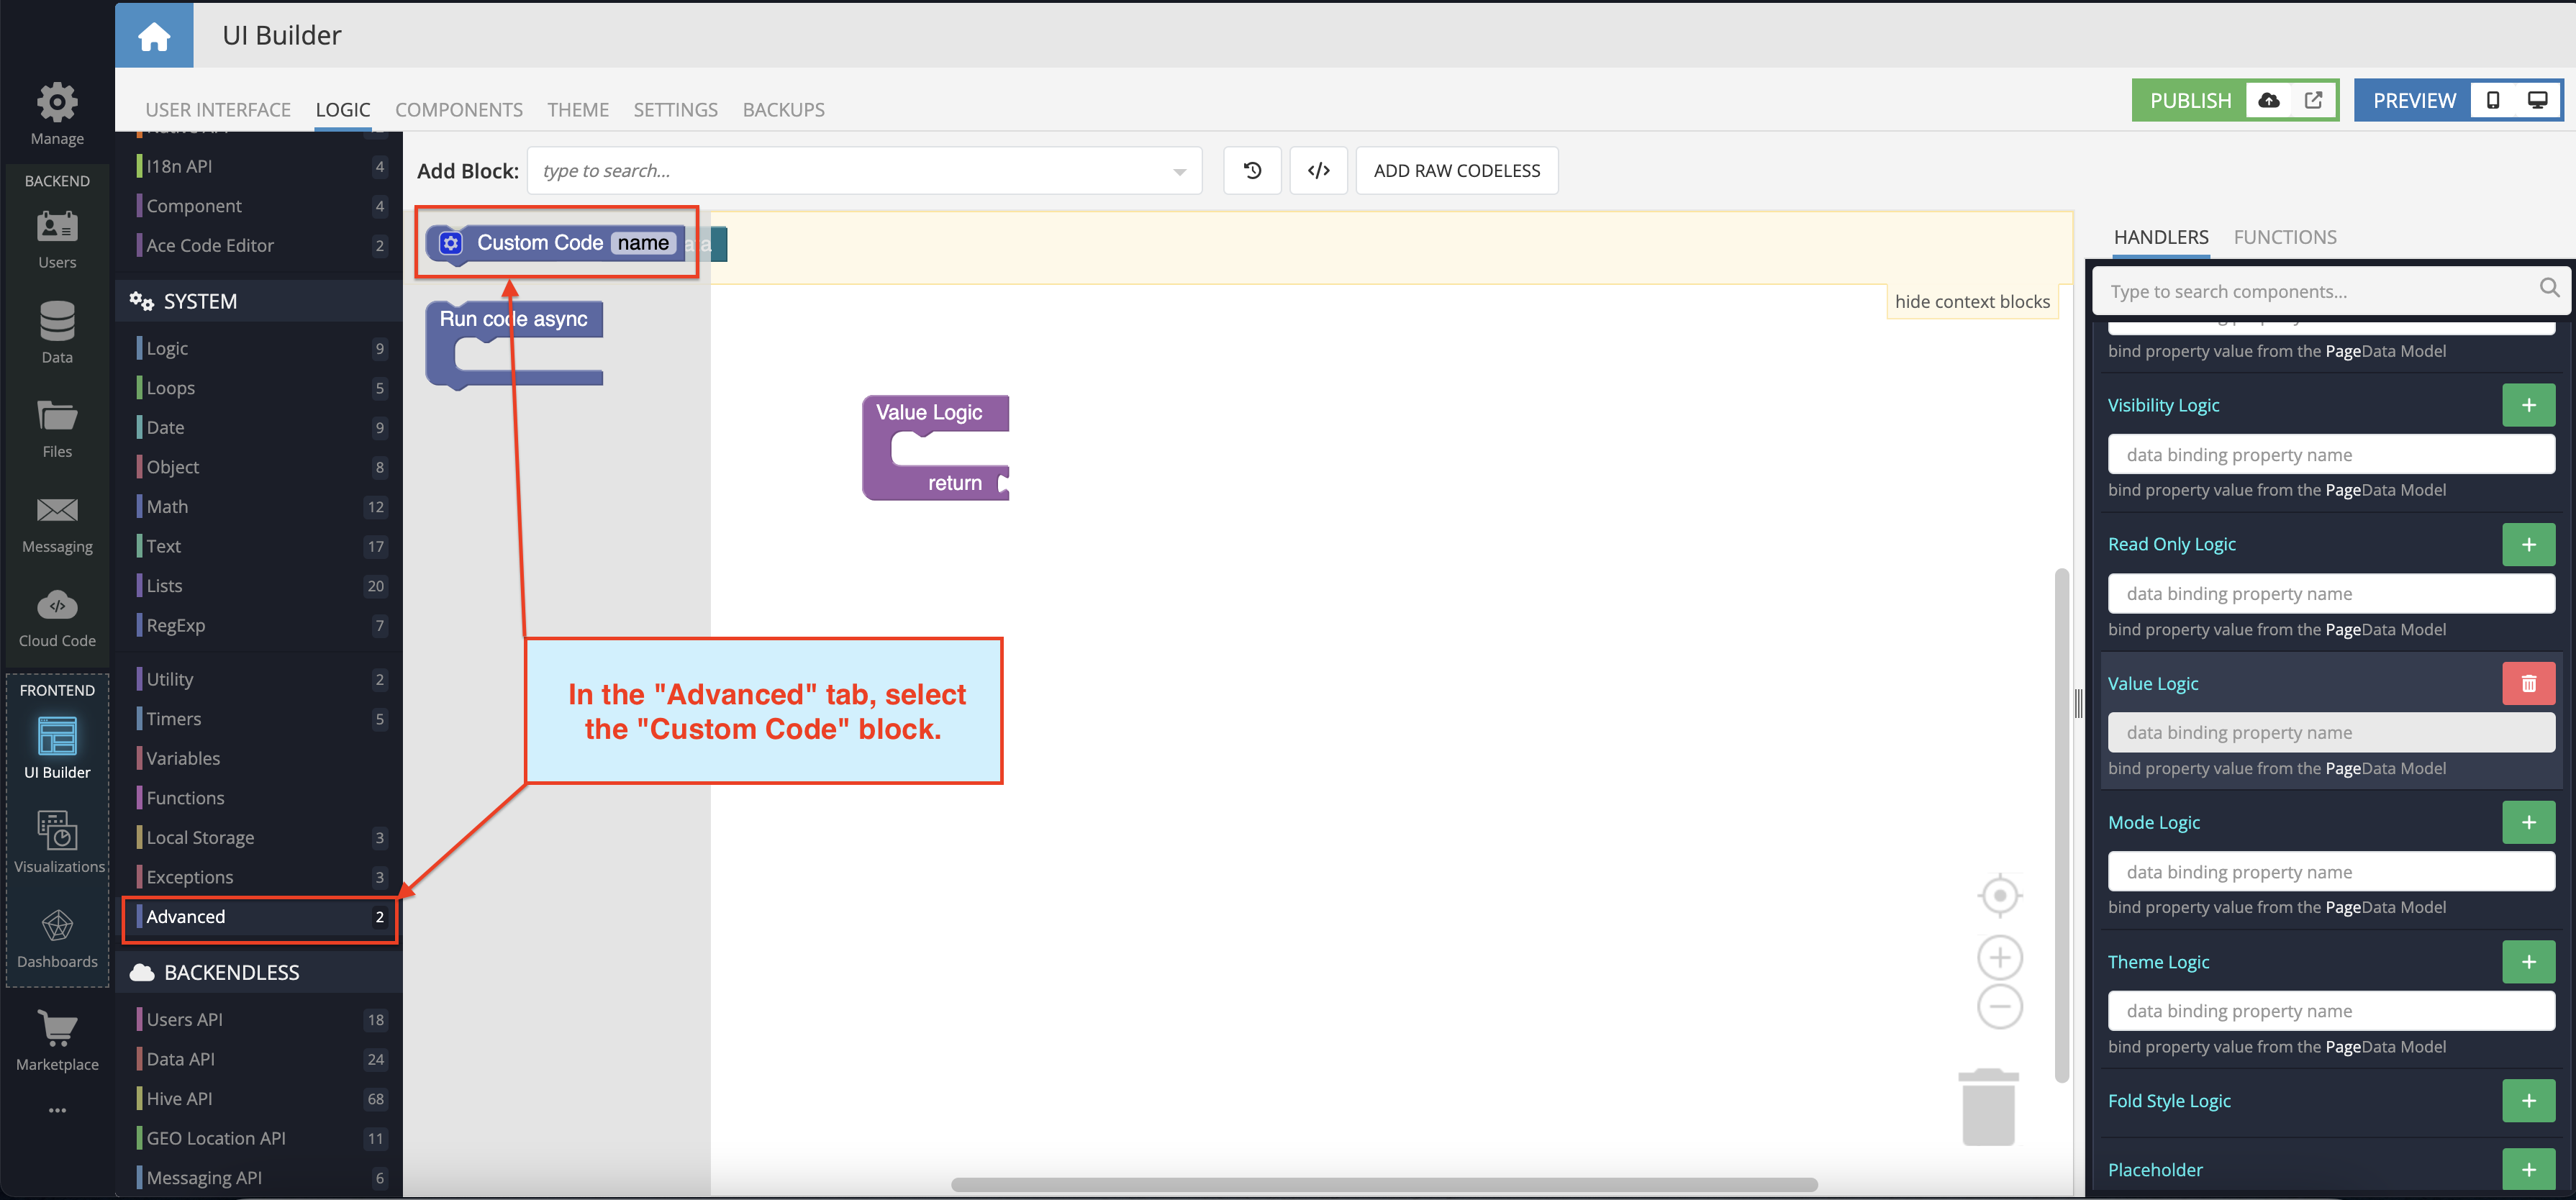 UI Builder
USER INTERFACE LOGIC COMPONENTS THEME SETTINGS BACKUPS
PUBLISH
PREVIEW
Manage
BACKEND
Users
Data
Files
Messaging
Cloud Code
FRONTEND
UI Builder
Visualizations
Dashboards
Marketplace
I18n API 4
Component 4
Ace Code Editor 2
SYSTEM
Logic 9
Loops 5
Date 9
Object 8
Math 12
Text 17
Lists 20
RegExp 7
Utility 2
Timers 5
Variables
Functions
Local Storage 3
Exceptions 3
Advanced 2
BACKENDLESS
Users API 18
Data API 24
Hive API 68
GEO Location API 11
Messaging API 6
Add Block: type to search...
ADD RAW CODELESS
Custom Code name
Run code async
hide context blocks
Value Logic
return
In the "Advanced" tab, select
the "Custom Code" block.
HANDLERS FUNCTIONS
Type to search components...
bind property value from the PageData Model
Visibility Logic
data binding property name
bind property value from the PageData Model
Read Only Logic
data binding property name
bind property value from the PageData Model
Value Logic
data binding property name
bind property value from the PageData Model
Mode Logic
data binding property name
bind property value from the PageData Model
Theme Logic
data binding property name
bind property value from the PageData Model
Fold Style Logic
Placeholder